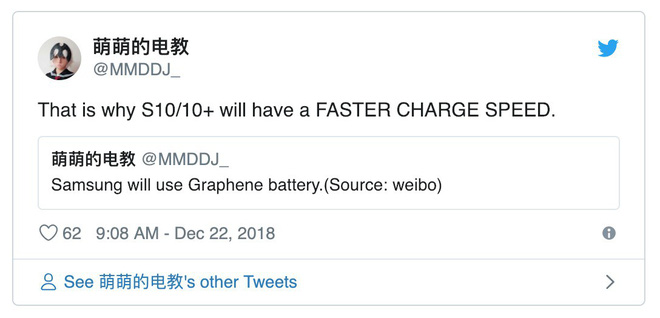 萌萌的电教
@MMDDJ_
That is why S10/10+ will have a FASTER CHARGE SPEED.
萌萌的电教 @MMDDJ_
Samsung will use Graphene battery.(Source: weibo)
62 9:08 AM - Dec 22, 2018
See 萌萌的电教's other Tweets